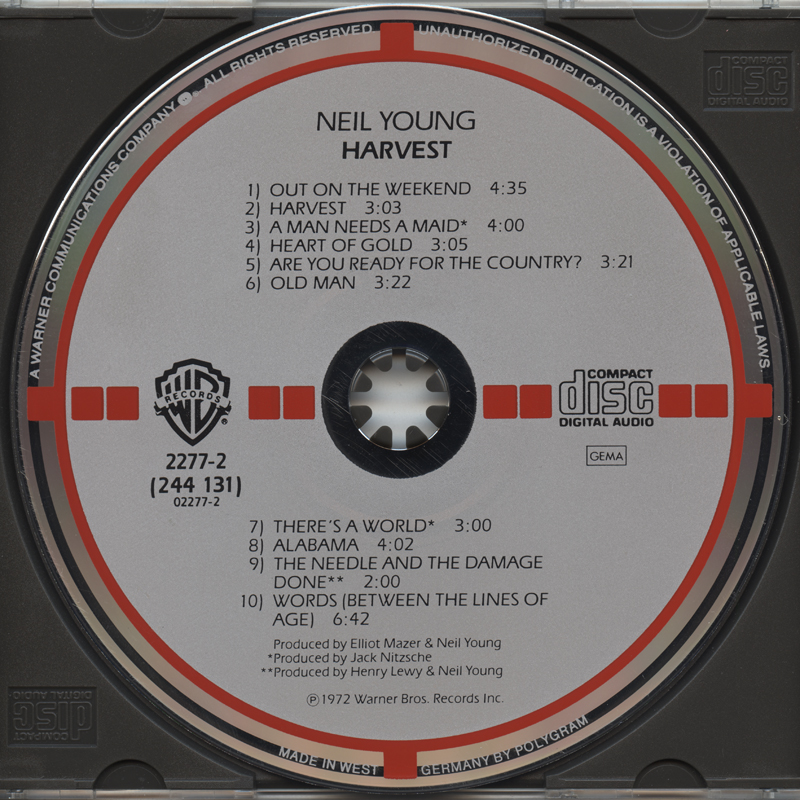 A WARNER COMMUNICATIONS COMPANY ALL RIGHTS RESERVED
UNAUTHORIZED DUPLICATION IS A VIOLATION OF APPLICABLE LAWS
COMPACT
disc
DIGITAL AUDIO
NEIL YOUNG
HARVEST
1) OUT ON THE WEEKEND 4:35
2) HARVEST 3:03
3) A MAN NEEDS A MAID* 4:00
4) HEART OF GOLD 3:05
5) ARE YOU READY FOR THE COUNTRY? 3:21
6) OLD MAN 3:22
WB
RECORDS
®
COMPACT
disc
DIGITAL AUDIO
GEMA
2277-2
(244 131)
02277-2
7) THERE'S A WORLD* 3:00
8) ALABAMA 4:02
9) THE NEEDLE AND THE DAMAGE
DONE** 2:00
10) WORDS (BETWEEN THE LINES OF
AGE) 6:42
Produced by Elliot Mazer & Neil Young
*Produced by Jack Nitzsche
**Produced by Henry Lewy & Neil Young
℗1972 Warner Bros. Records Inc.
COMPACT
disc
DIGITAL AUDIO
MADE IN WEST GERMANY BY POLYGRAM